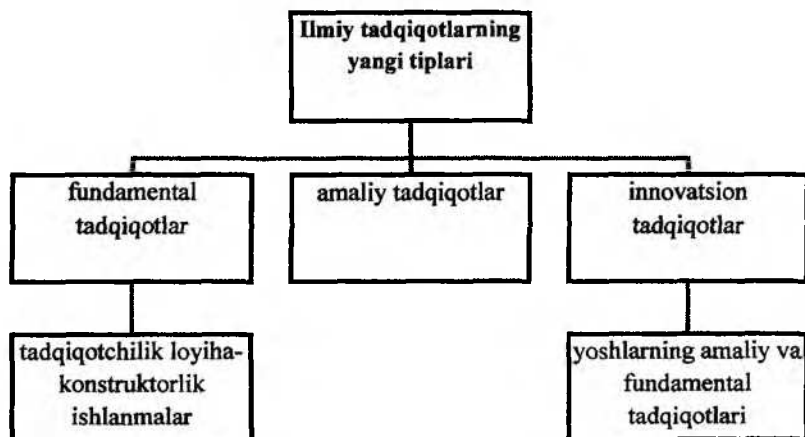 Ilmiy tadqiqotlarning
yangi tiplari
fundamental
tadqiqotlar
amaliy tadqiqotlar
innovatsion
tadqiqotlar
tadqiqotchilik loyiha-
konstruktorlik
ishlanmalar
yoshlarning amaliy va
fundamental
tadqiqotlari